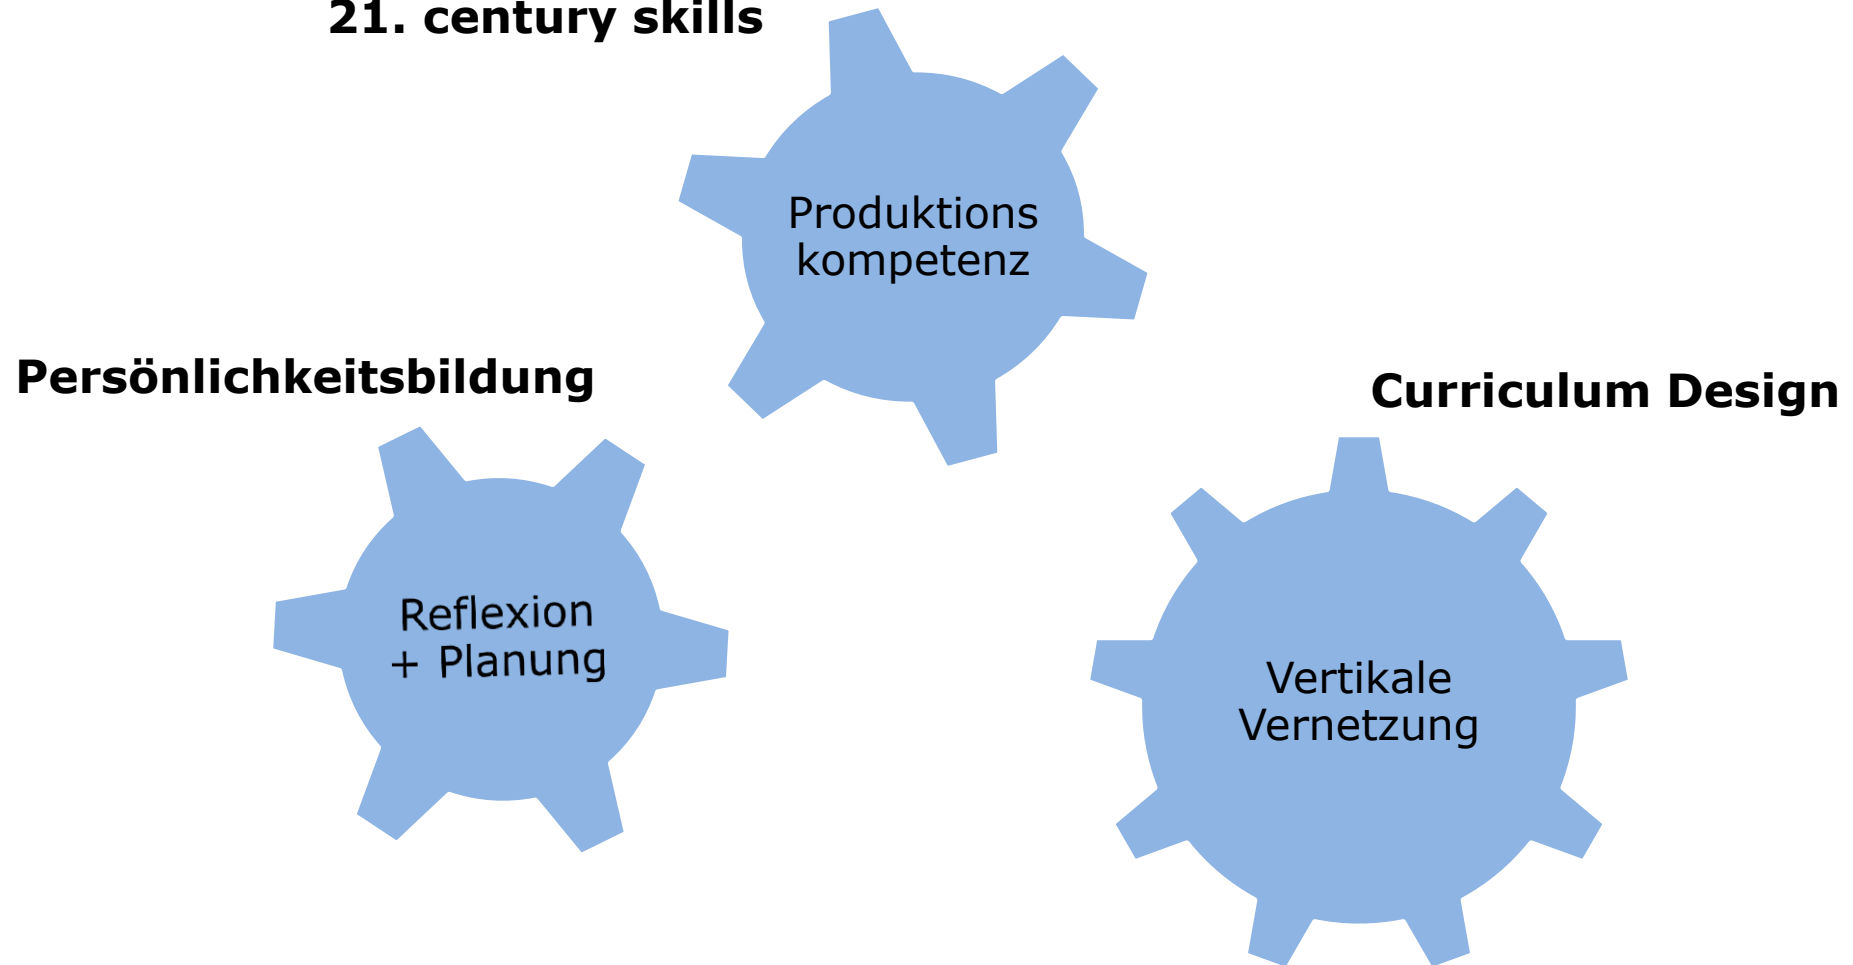 21. century skills
Produktions
kompetenz
Persönlichkeitsbildung
Curriculum Design
Reflexion
+ Planung
Vertikale
Vernetzung